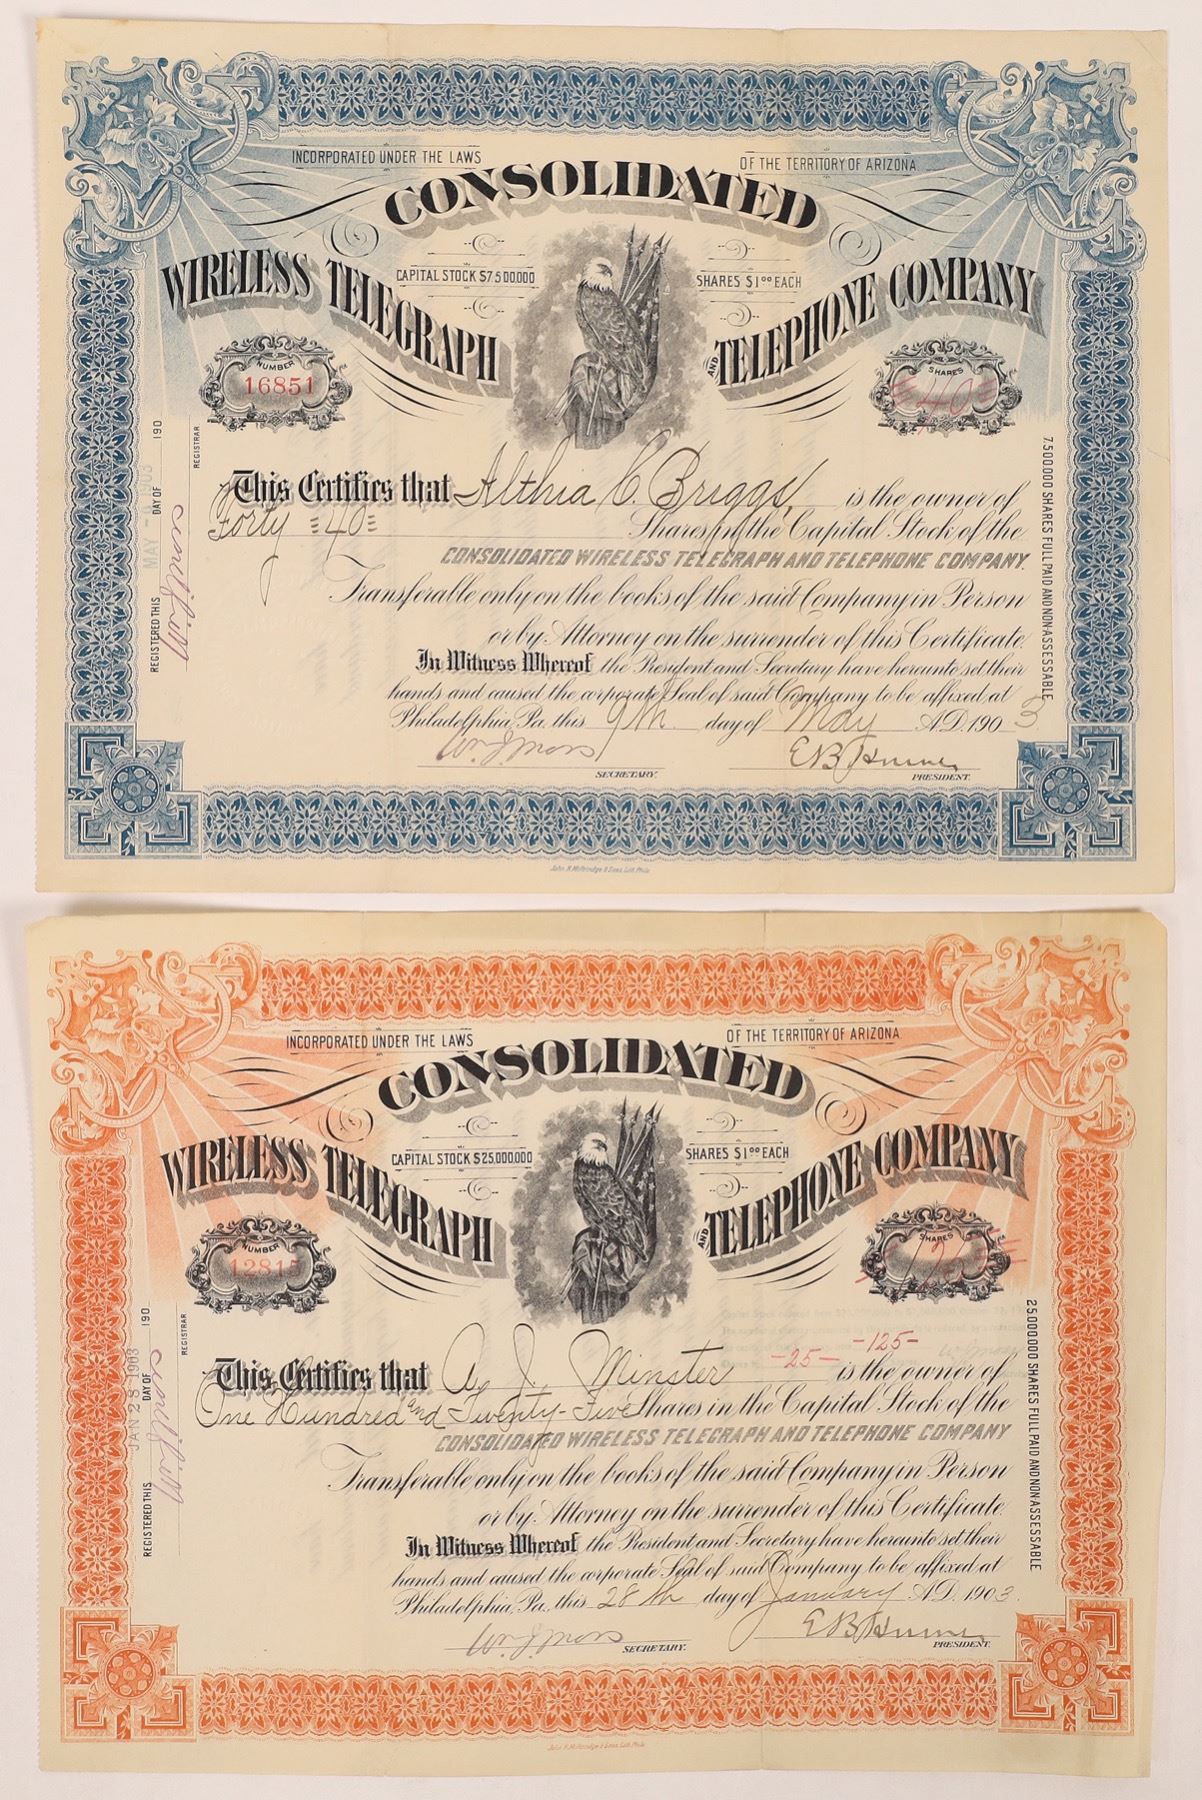 INCORPORATED UNDER THE LAWS OF THE TERRITORY OF ARIZONA
CONSOLIDATED
WIRELESS TELEGRAPH AND TELEPHONE COMPANY
CAPITAL STOCK $7,500,000 SHARES $1.00 EACH
NUMBER
16851
SHARES
=40=
This Certifies that Althia C. Briggs, is the owner of
Forty =40= Shares in the Capital Stock of the
CONSOLIDATED WIRELESS TELEGRAPH AND TELEPHONE COMPANY.
Transferable only on the books of the said Company in Person
or by Attorney on the surrender of this Certificate.
In Witness Whereof the President and Secretary have hereunto set their
hands and caused the corporate Seal of said Company to be affixed at
Philadelphia, Pa. this 9th day of May A.D. 1903
SECRETARY. PRESIDENT.
REGISTERED THIS DAY OF 190
MAY - 1903
REGISTRAR
7,500,000 SHARES FULL PAID AND NON-ASSESSABLE
John R. McFetridge & Sons, Lith. Phila.
INCORPORATED UNDER THE LAWS OF THE TERRITORY OF ARIZONA
CONSOLIDATED
WIRELESS TELEGRAPH AND TELEPHONE COMPANY
CAPITAL STOCK $25,000,000 SHARES $1.00 EACH
NUMBER
12815
SHARES
-25- -125-
This Certifies that A. J. Minster is the owner of
One Hundred and Twenty-Five Shares in the Capital Stock of the
CONSOLIDATED WIRELESS TELEGRAPH AND TELEPHONE COMPANY
Transferable only on the books of the said Company in Person
or by Attorney on the surrender of this Certificate.
In Witness Whereof the President and Secretary have hereunto set their
hands and caused the corporate Seal of said Company to be affixed at
Philadelphia, Pa. this 28th day of January A.D. 1903.
SECRETARY. PRESIDENT.
REGISTERED THIS DAY OF 190
JAN 28 1903
REGISTRAR
25,000,000 SHARES FULL PAID AND NON-ASSESSABLE
John R. McFetridge & Sons, Lith. Phila.